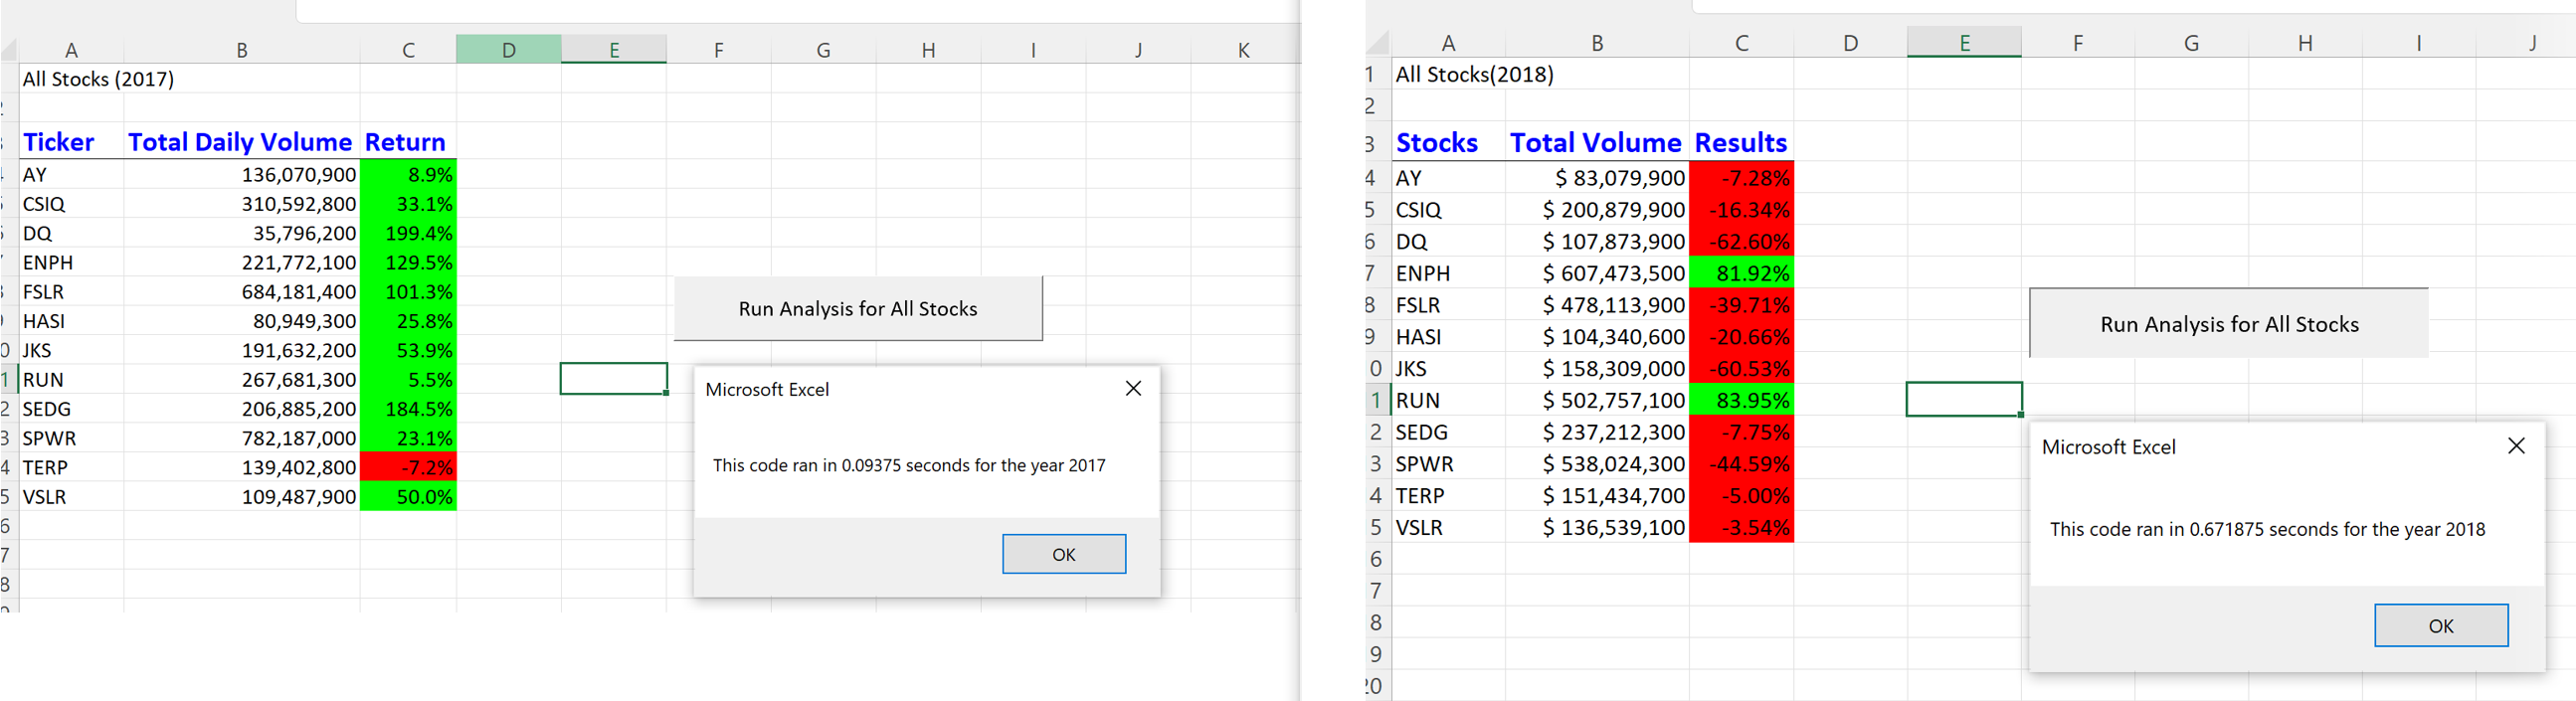 A B C D E F G H I J K
All Stocks (2017)
Ticker Total Daily Volume Return
AY 136,070,900 8.9%
CSIQ 310,592,800 33.1%
DQ 35,796,200 199.4%
ENPH 221,772,100 129.5%
FSLR 684,181,400 101.3%
HASI 80,949,300 25.8%
0 JKS 191,632,200 53.9%
1 RUN 267,681,300 5.5%
2 SEDG 206,885,200 184.5%
3 SPWR 782,187,000 23.1%
4 TERP 139,402,800 -7.2%
5 VSLR 109,487,900 50.0%
6
7
8
Run Analysis for All Stocks
Microsoft Excel
This code ran in 0.09375 seconds for the year 2017
OK
A B C D E F G H I J
1 All Stocks(2018)
2
3 Stocks Total Volume Results
4 AY $ 83,079,900 -7.28%
5 CSIQ $ 200,879,900 -16.34%
6 DQ $ 107,873,900 -62.60%
7 ENPH $ 607,473,500 81.92%
8 FSLR $ 478,113,900 -39.71%
9 HASI $ 104,340,600 -20.66%
0 JKS $ 158,309,000 -60.53%
1 RUN $ 502,757,100 83.95%
2 SEDG $ 237,212,300 -7.75%
3 SPWR $ 538,024,300 -44.59%
4 TERP $ 151,434,700 -5.00%
5 VSLR $ 136,539,100 -3.54%
6
7
8
9
20
Run Analysis for All Stocks
Microsoft Excel
This code ran in 0.671875 seconds for the year 2018
OK